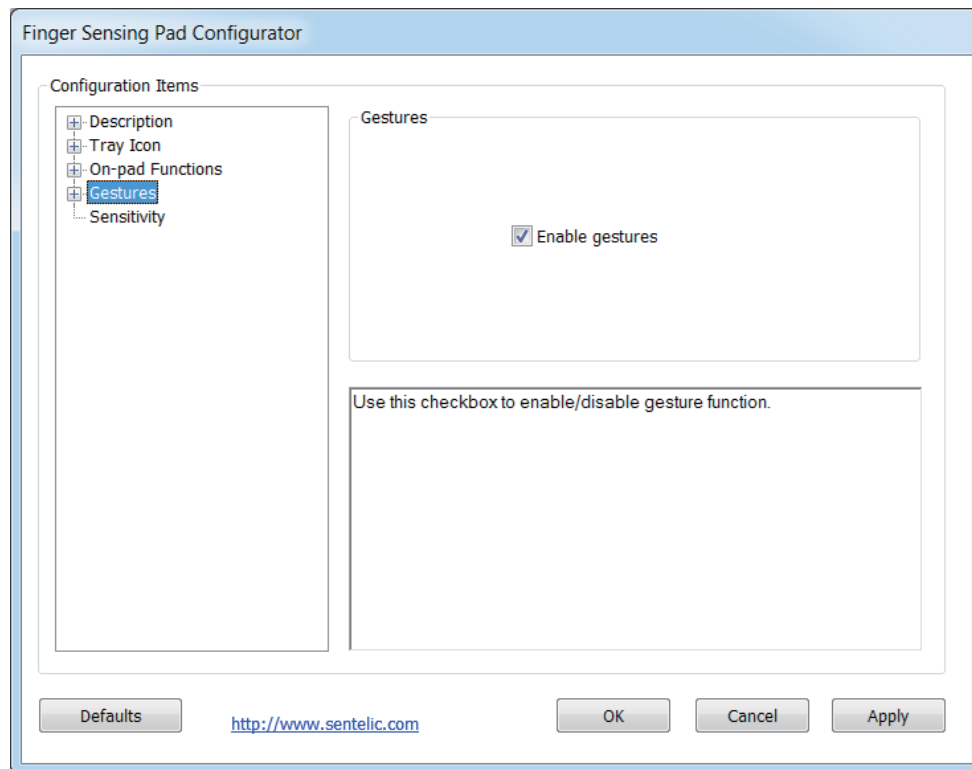 Finger Sensing Pad Configurator
Configuration Items
Description
Tray Icon
On-pad Functions
Gestures
Sensitivity
Gestures
Enable gestures
Use this checkbox to enable/disable gesture function.
Defaults
http://www.sentelic.com
OK
Cancel
Apply